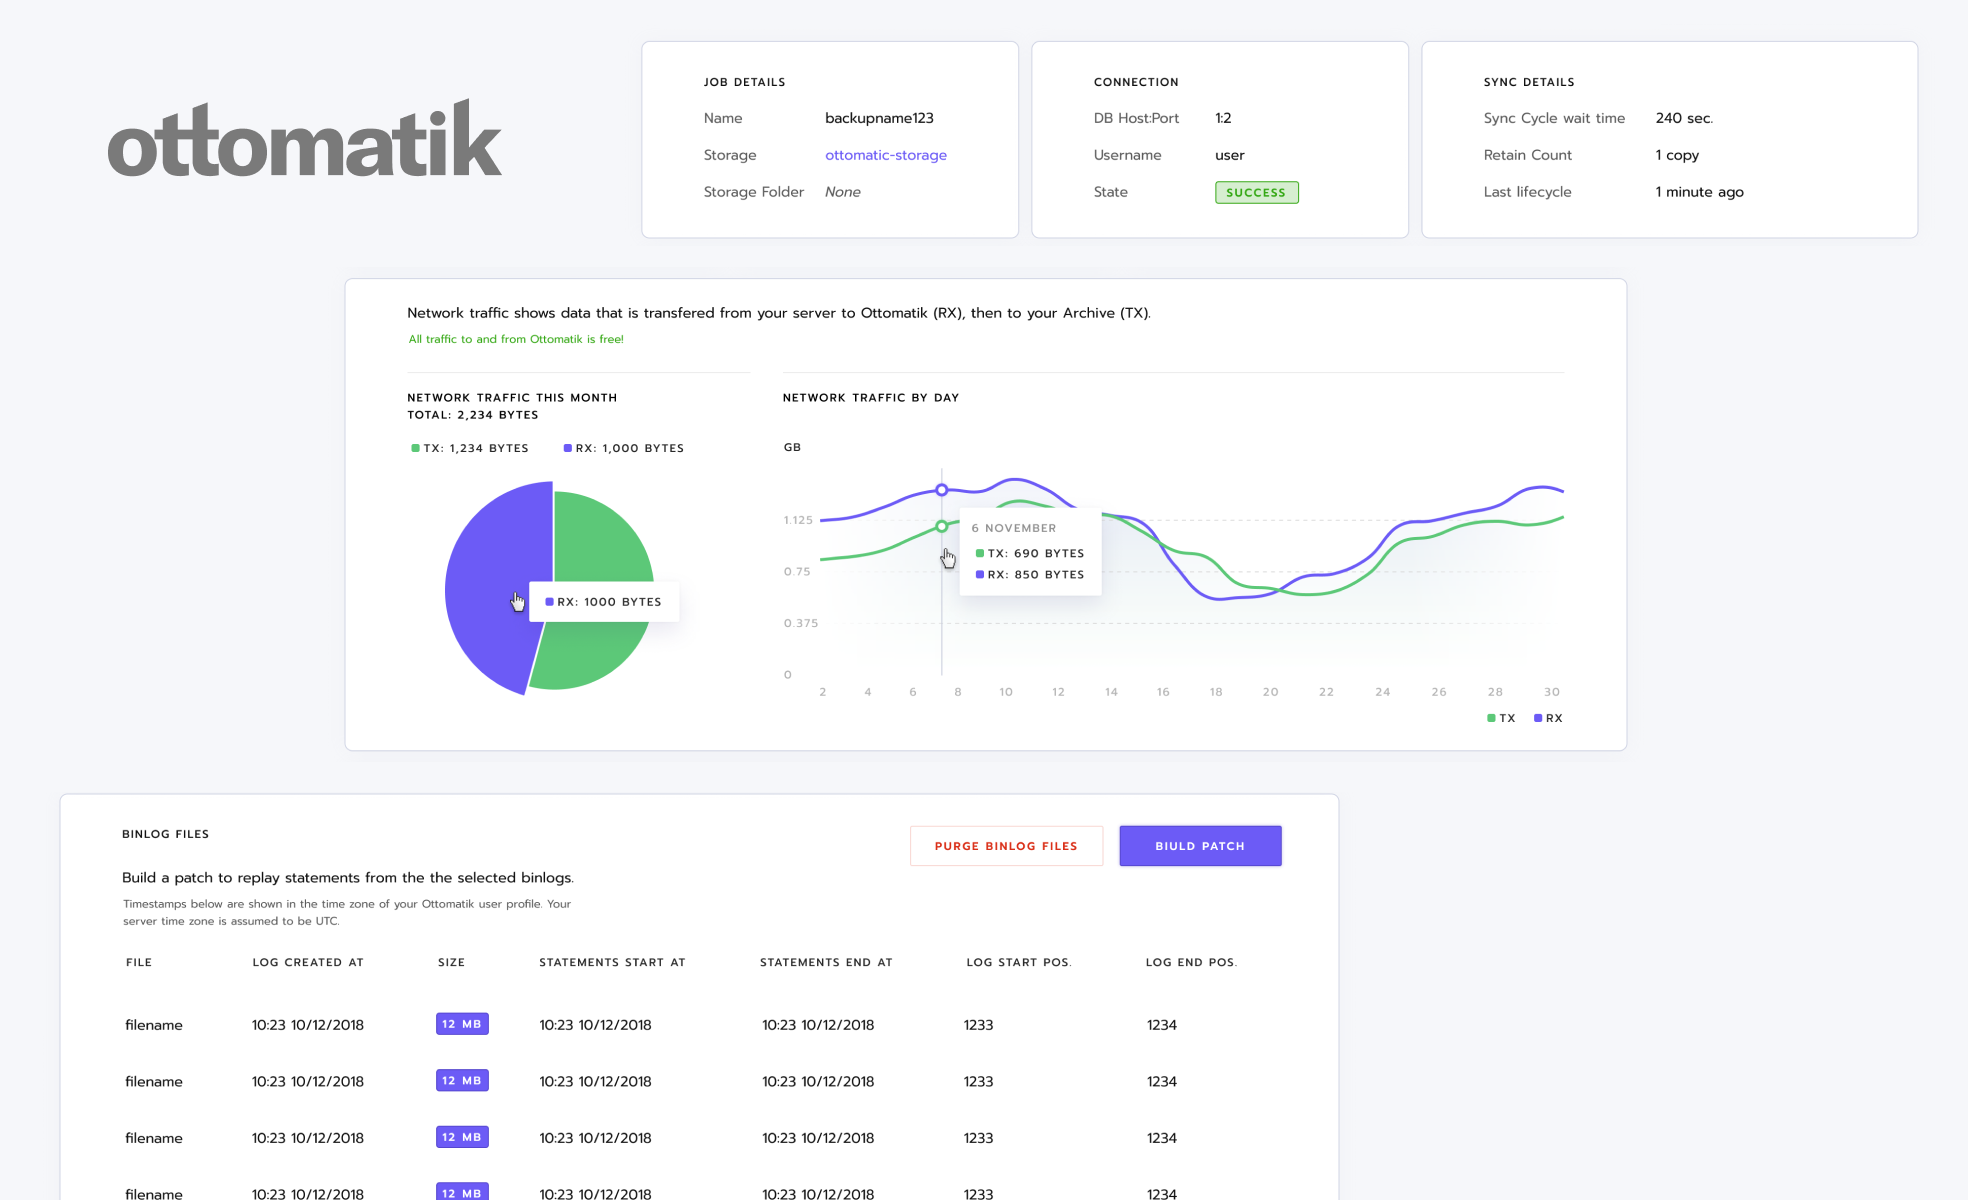 ottomatik
JOB DETAILS
Name backupname123
Storage ottomatic-storage
Storage Folder None
CONNECTION
DB Host:Port 1:2
Username user
State SUCCESS
SYNC DETAILS
Sync Cycle wait time 240 sec.
Retain Count 1 copy
Last lifecycle 1 minute ago
Network traffic shows data that is transfered from your server to Ottomatik (RX), then to your Archive (TX).
All traffic to and from Ottomatik is free!
NETWORK TRAFFIC THIS MONTH
TOTAL: 2,234 BYTES
TX: 1,234 BYTES RX: 1,000 BYTES
RX: 1000 BYTES
NETWORK TRAFFIC BY DAY
GB
1.125
0.75
0.375
0
6 NOVEMBER
TX: 690 BYTES
RX: 850 BYTES
2 4 6 8 10 12 14 16 18 20 22 24 26 28 30
TX RX
BINLOG FILES
PURGE BINLOG FILES BIULD PATCH
Build a patch to replay statements from the the selected binlogs.
Timestamps below are shown in the time zone of your Ottomatik user profile. Your
server time zone is assumed to be UTC.
FILE LOG CREATED AT SIZE STATEMENTS START AT STATEMENTS END AT LOG START POS. LOG END POS.
filename 10:23 10/12/2018 12 MB 10:23 10/12/2018 10:23 10/12/2018 1233 1234
filename 10:23 10/12/2018 12 MB 10:23 10/12/2018 10:23 10/12/2018 1233 1234
filename 10:23 10/12/2018 12 MB 10:23 10/12/2018 10:23 10/12/2018 1233 1234
filename 10:23 10/12/2018 12 MB 10:23 10/12/2018 10:23 10/12/2018 1233 1234